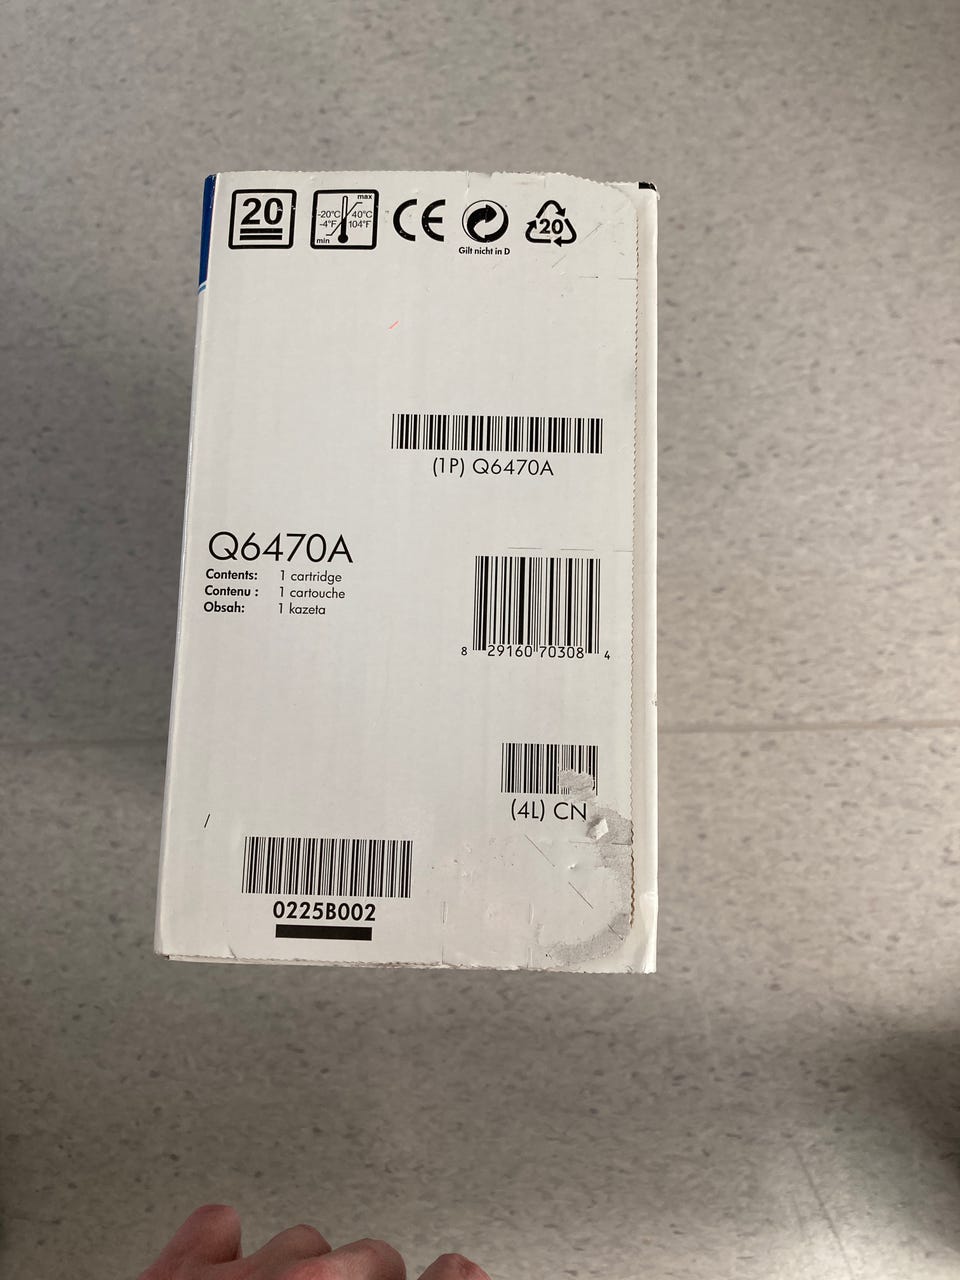 20
max
-20°C 40°C
-4°F 104°F
min
CE
Gilt nicht in D
20
(1P) Q6470A
Q6470A
Contents: 1 cartridge
Contenu : 1 cartouche
Obsah: 1 kazeta
8 29160 70308 4
(4L) CN
0225B002